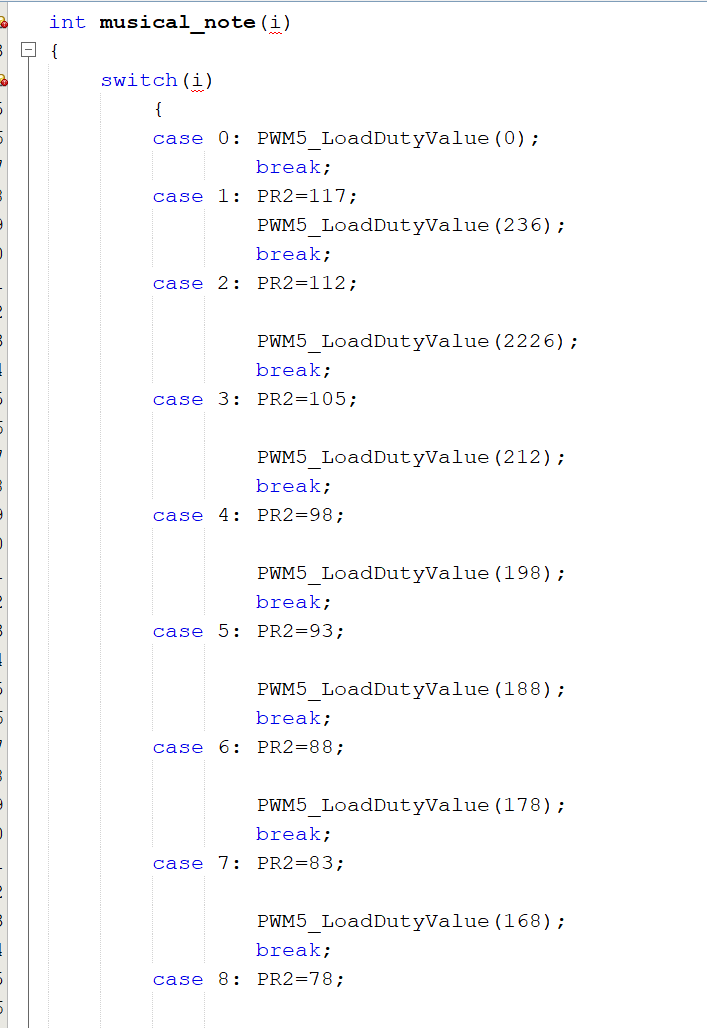 int musical_note(i)
{
switch(i)
{
case 0: PWM5_LoadDutyValue(0);
break;
case 1: PR2=117;
PWM5_LoadDutyValue(236);
break;
case 2: PR2=112;
PWM5_LoadDutyValue(2226);
break;
case 3: PR2=105;
PWM5_LoadDutyValue(212);
break;
case 4: PR2=98;
PWM5_LoadDutyValue(198);
break;
case 5: PR2=93;
PWM5_LoadDutyValue(188);
break;
case 6: PR2=88;
PWM5_LoadDutyValue(178);
break;
case 7: PR2=83;
PWM5_LoadDutyValue(168);
break;
case 8: PR2=78;